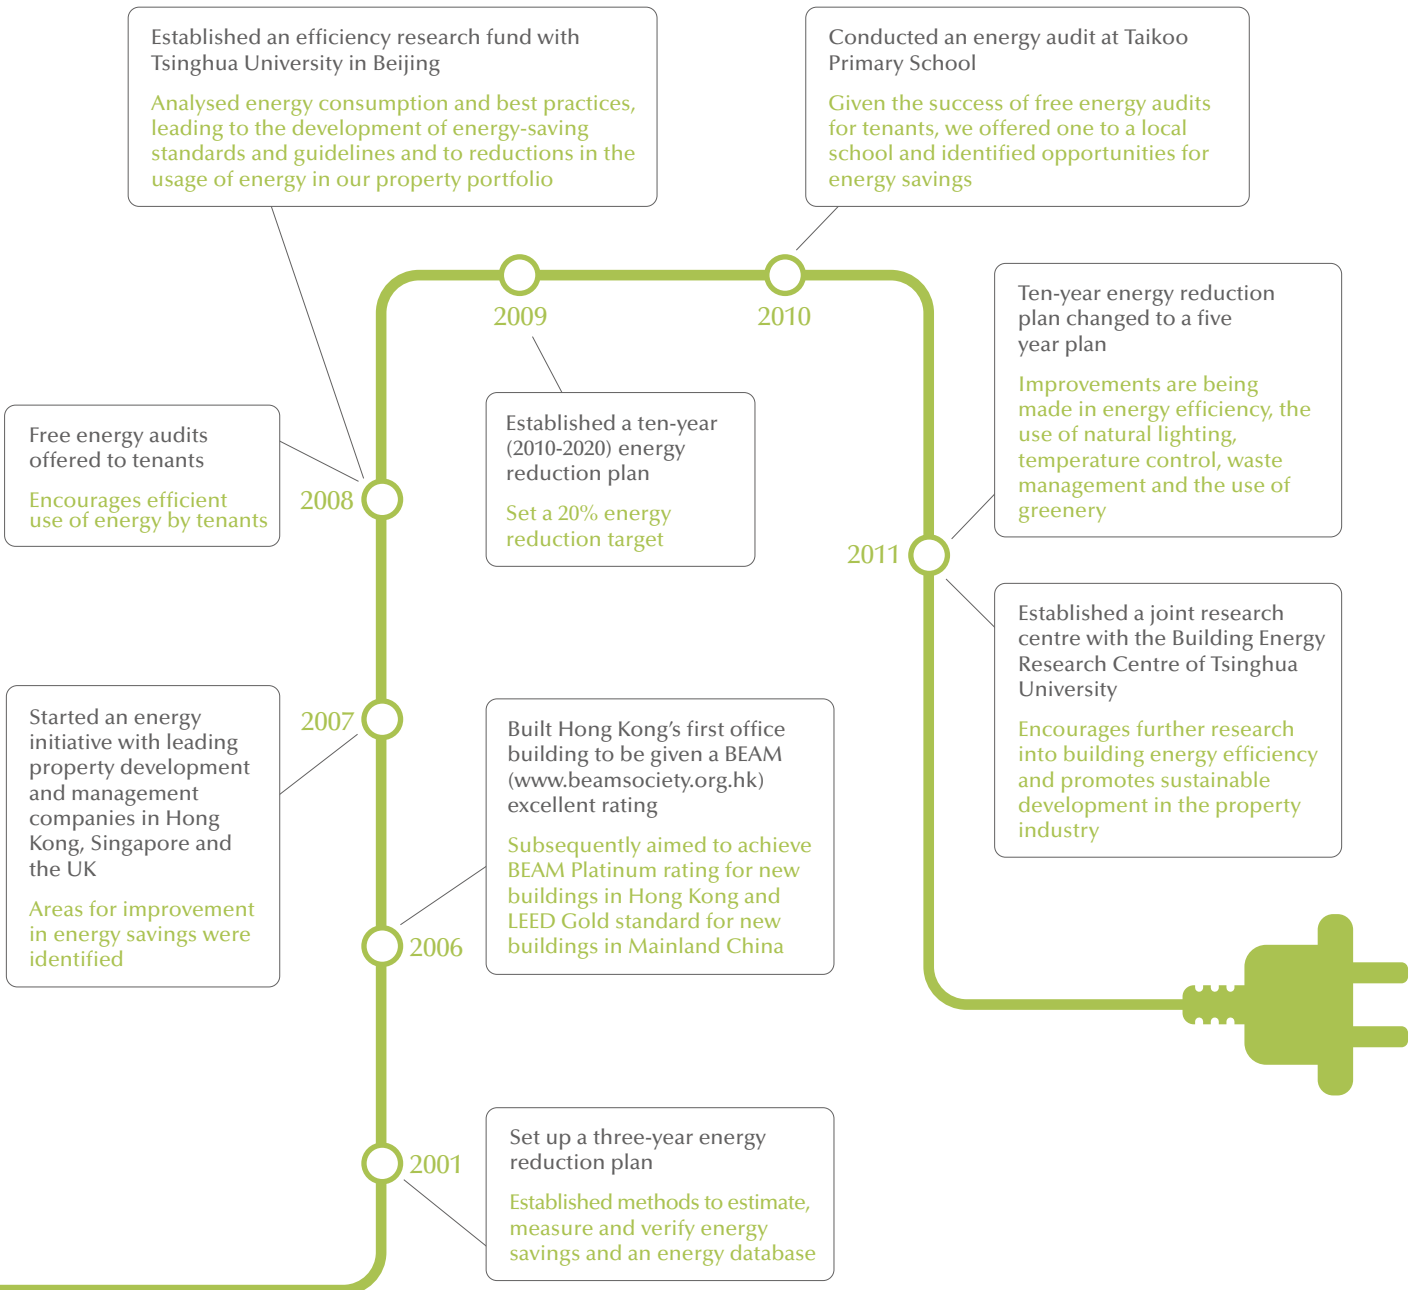 Established an efficiency research fund with
Tsinghua University in Beijing
Analysed energy consumption and best practices,
leading to the development of energy-saving
standards and guidelines and to reductions in the
usage of energy in our property portfolio
Conducted an energy audit at Taikoo
Primary School
Given the success of free energy audits
for tenants, we offered one to a local
school and identified opportunities for
energy savings
2009
2010
Ten-year energy reduction
plan changed to a five
year plan
Improvements are being
made in energy efficiency, the
use of natural lighting,
temperature control, waste
management and the use of
greenery
Free energy audits
offered to tenants
Encourages efficient
use of energy by tenants
2008
Established a ten-year
(2010-2020) energy
reduction plan
Set a 20% energy
reduction target
2011
Established a joint research
centre with the Building Energy
Research Centre of Tsinghua
University
Encourages further research
into building energy efficiency
and promotes sustainable
development in the property
industry
Started an energy
initiative with leading
property development
and management
companies in Hong
Kong, Singapore and
the UK
Areas for improvement
in energy savings were
identified
2007
Built Hong Kong's first office
building to be given a BEAM
(www.beamsociety.org.hk)
excellent rating
Subsequently aimed to achieve
BEAM Platinum rating for new
buildings in Hong Kong and
LEED Gold standard for new
buildings in Mainland China
2006
2001
Set up a three-year energy
reduction plan
Established methods to estimate,
measure and verify energy
savings and an energy database